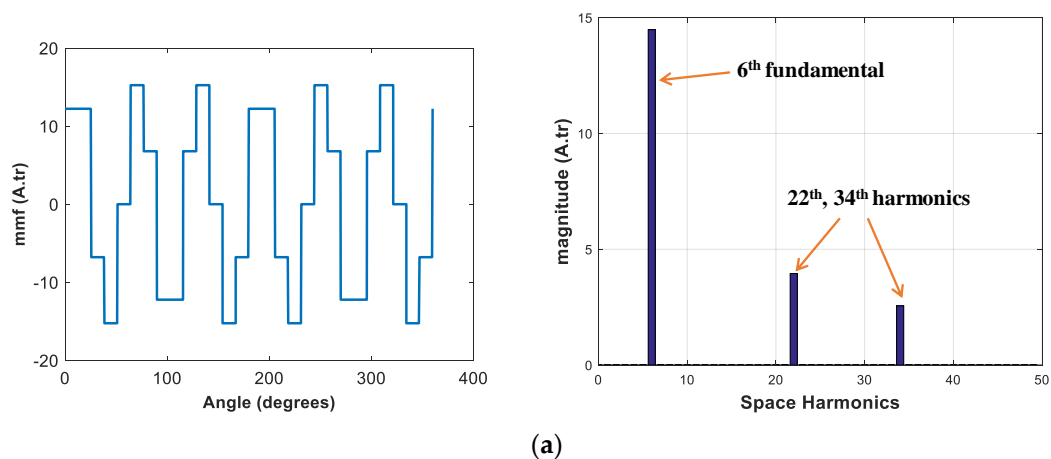 20
10
0
-10
-20
mmf (A.tr)
0 100 200 300 400
Angle (degrees)
15
10
5
0
magnitude (A.tr)
6th fundamental
22th, 34th harmonics
0 10 20 30 40 50
Space Harmonics
(a)